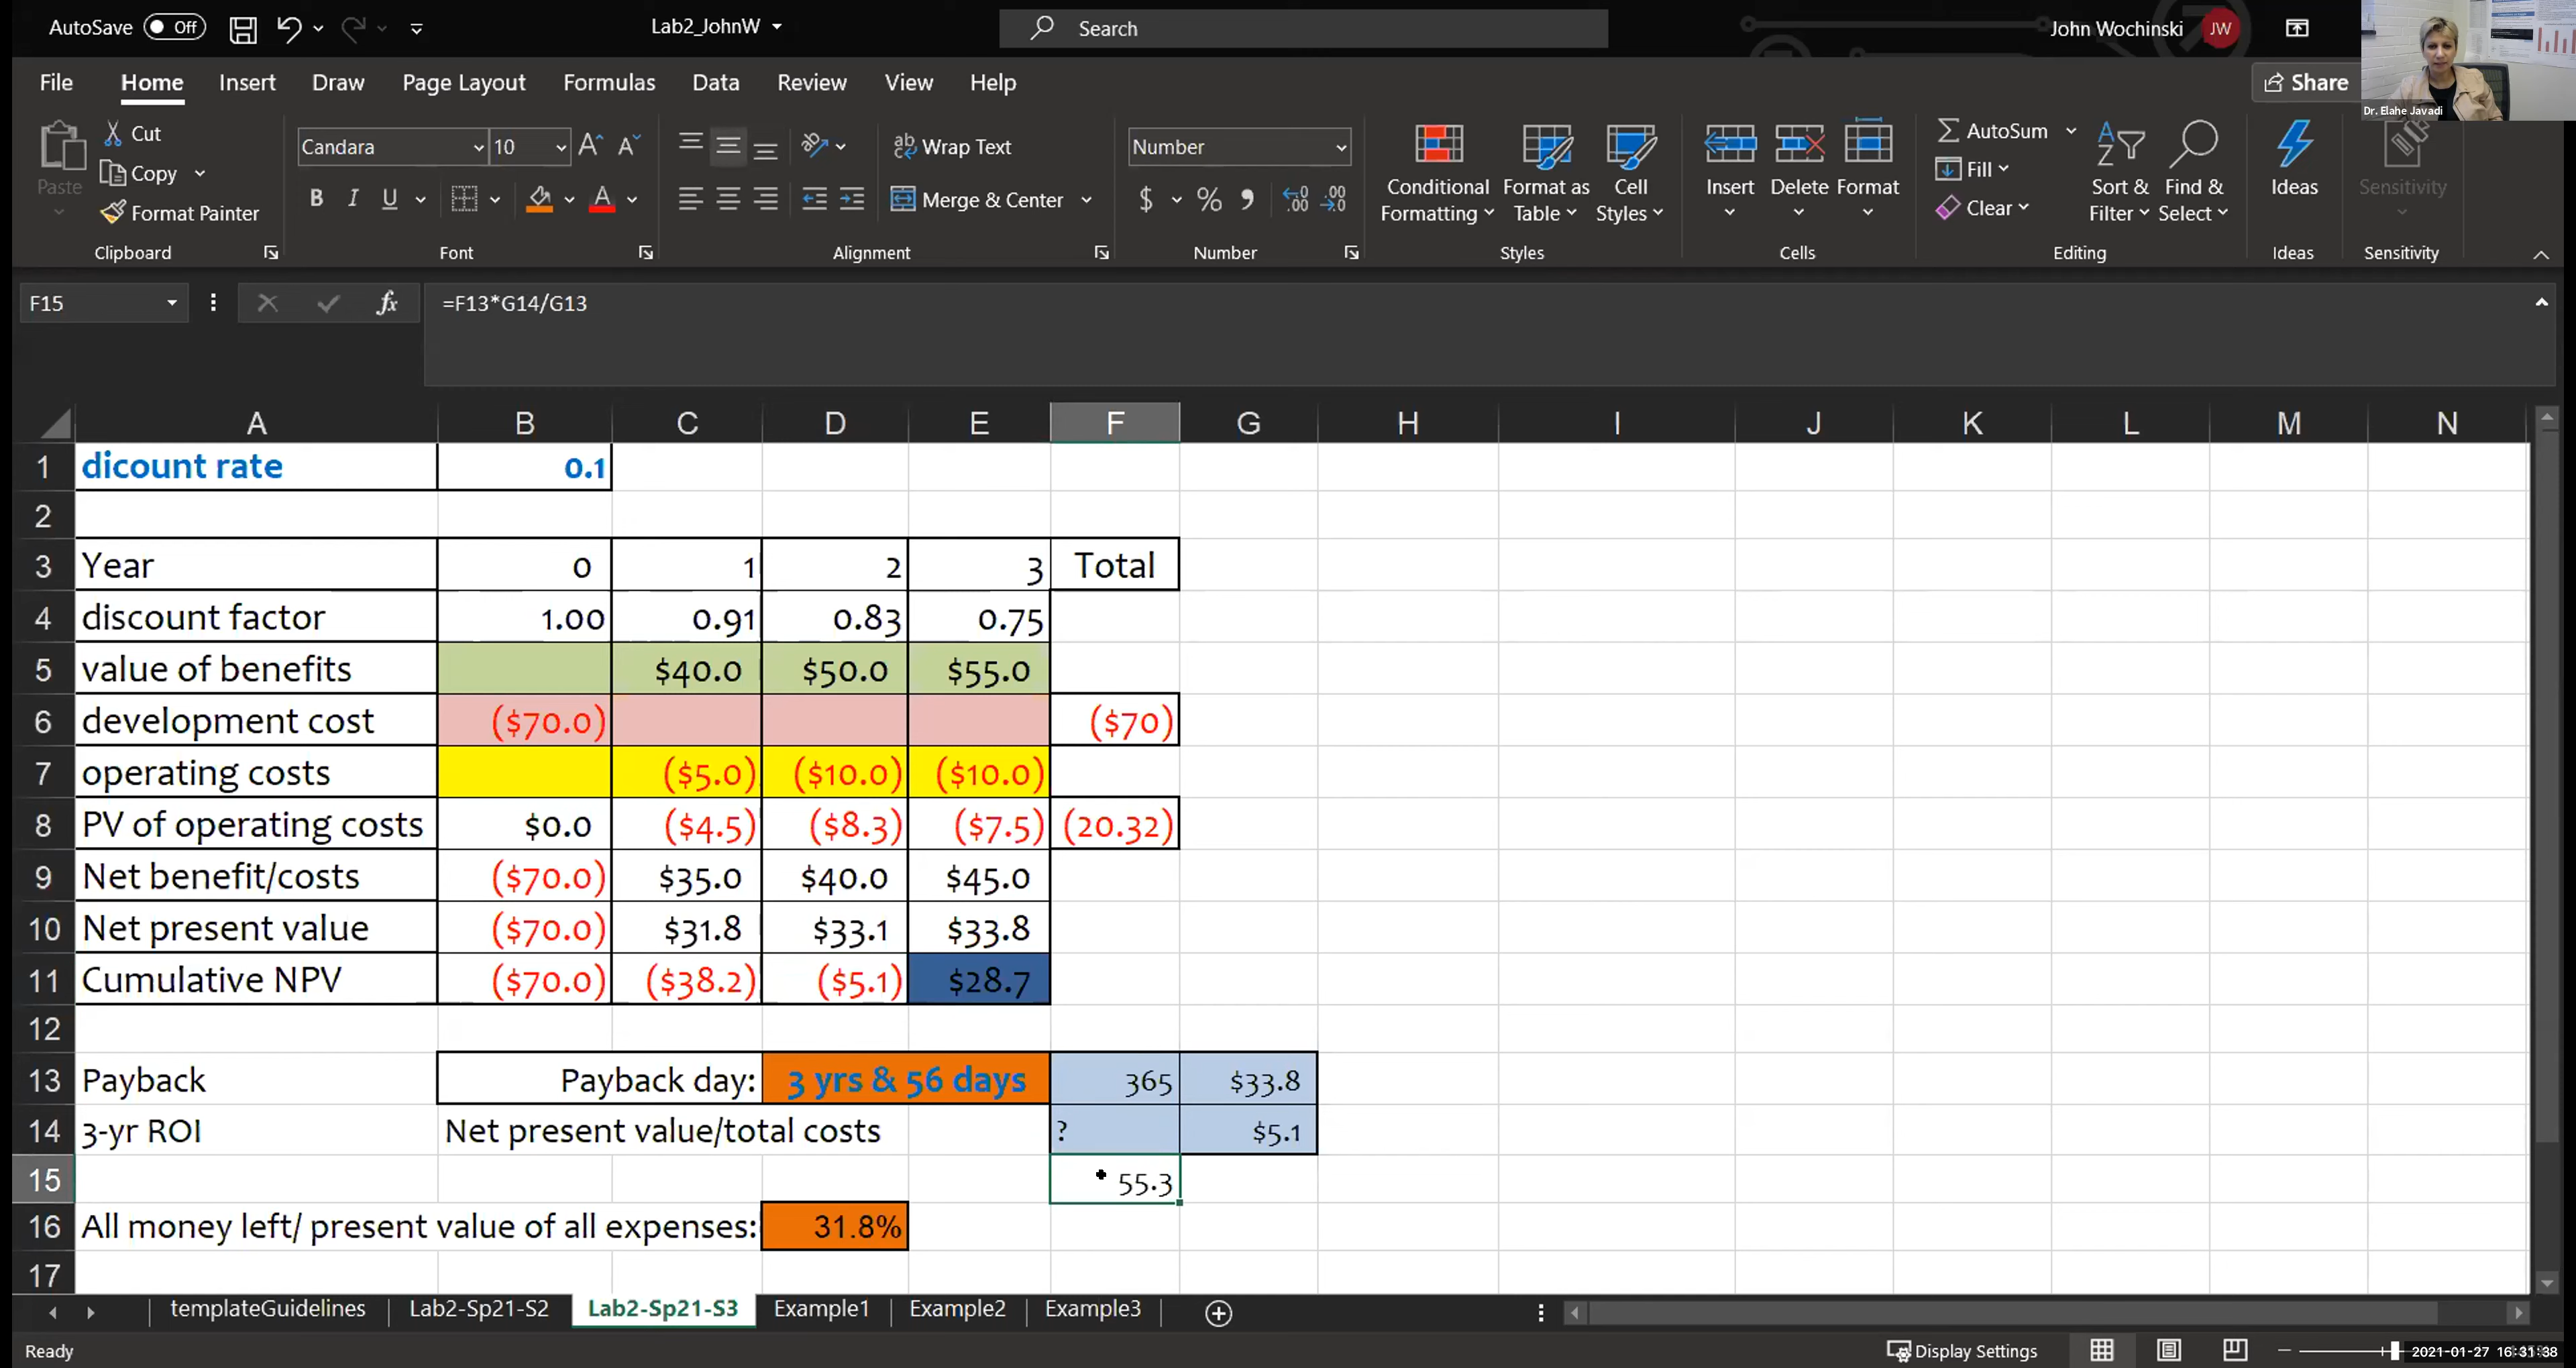 AutoSave Off Lab2_JohnW Search John Wochinski JW
File Home Insert Draw Page Layout Formulas Data Review View Help Share
Dr. Elahe Javadi
Paste Cut Copy Format Painter Clipboard
Candara 10 A A B I U A Font
ab Wrap Text Merge & Center Alignment
Number $ % , .00 .00 Number
Conditional Formatting Format as Table Cell Styles Styles
Insert Delete Format Cells
AutoSum Fill Clear Sort & Filter Find & Select Editing
Ideas Ideas
Sensitivity Sensitivity
F15 fx =F13*G14/G13
A B C D E F G H I J K L M N
1 dicount rate 0.1
2
3 Year 0 1 2 3 Total
4 discount factor 1.00 0.91 0.83 0.75
5 value of benefits $40.0 $50.0 $55.0
6 development cost ($70.0) ($70)
7 operating costs ($5.0) ($10.0) ($10.0)
8 PV of operating costs $0.0 ($4.5) ($8.3) ($7.5) (20.32)
9 Net benefit/costs ($70.0) $35.0 $40.0 $45.0
10 Net present value ($70.0) $31.8 $33.1 $33.8
11 Cumulative NPV ($70.0) ($38.2) ($5.1) $28.7
12
13 Payback Payback day: 3 yrs & 56 days 365 $33.8
14 3-yr ROI Net present value/total costs ? $5.1
15 55.3
16 All money left/ present value of all expenses: 31.8%
17
templateGuidelines Lab2-Sp21-S2 Lab2-Sp21-S3 Example1 Example2 Example3
Ready Display Settings 2021-01-27 16:31:38